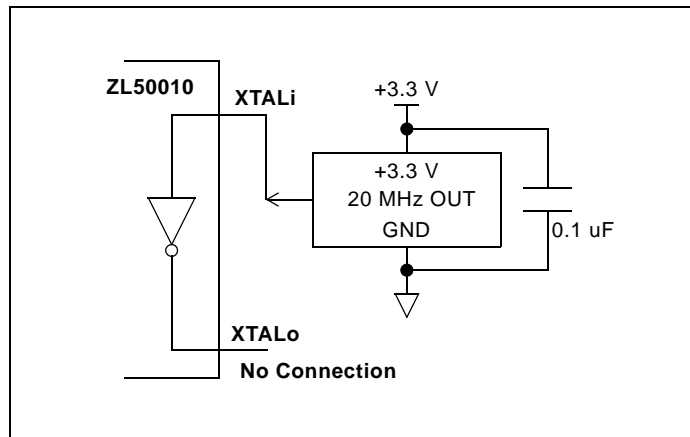 ZL50010
XTALi
+3.3 V
+3.3 V
20 MHz OUT
GND
0.1 uF
XTALo
No Connection